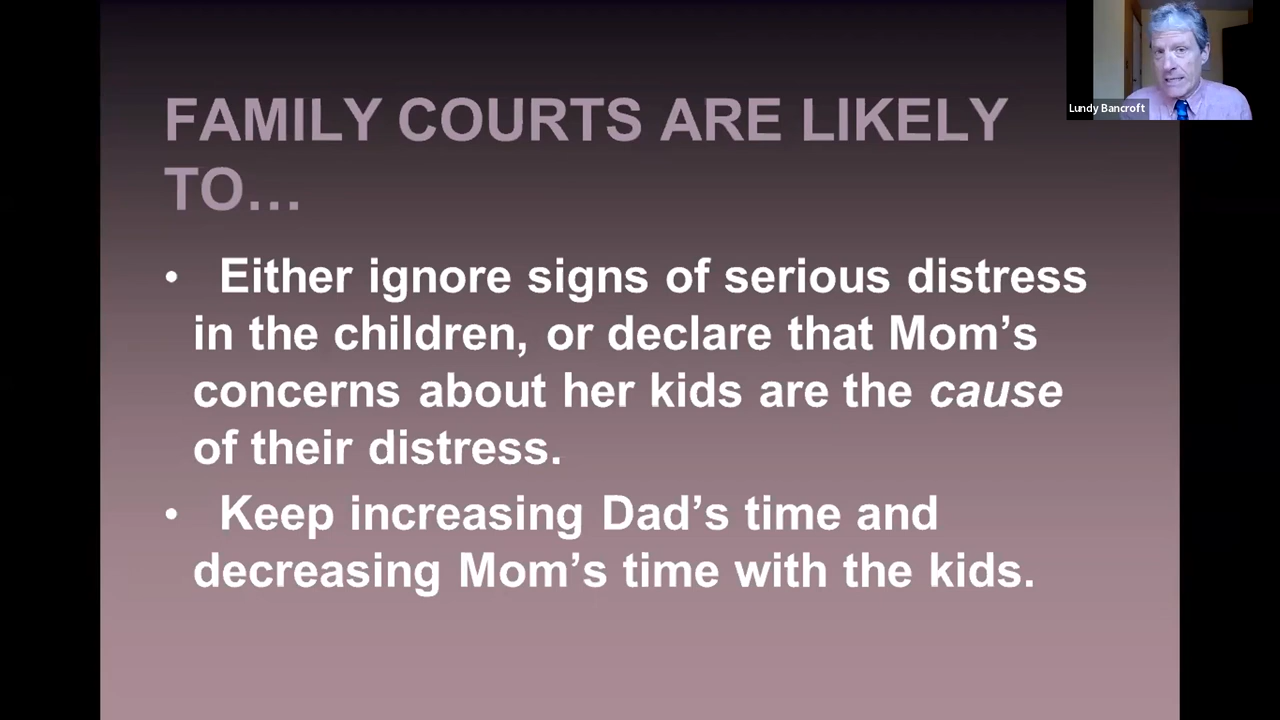 FAMILY COURTS ARE LIKELY
TO...
• Either ignore signs of serious distress
in the children, or declare that Mom's
concerns about her kids are the cause
of their distress.
• Keep increasing Dad's time and
decreasing Mom's time with the kids.
Lundy Bancroft